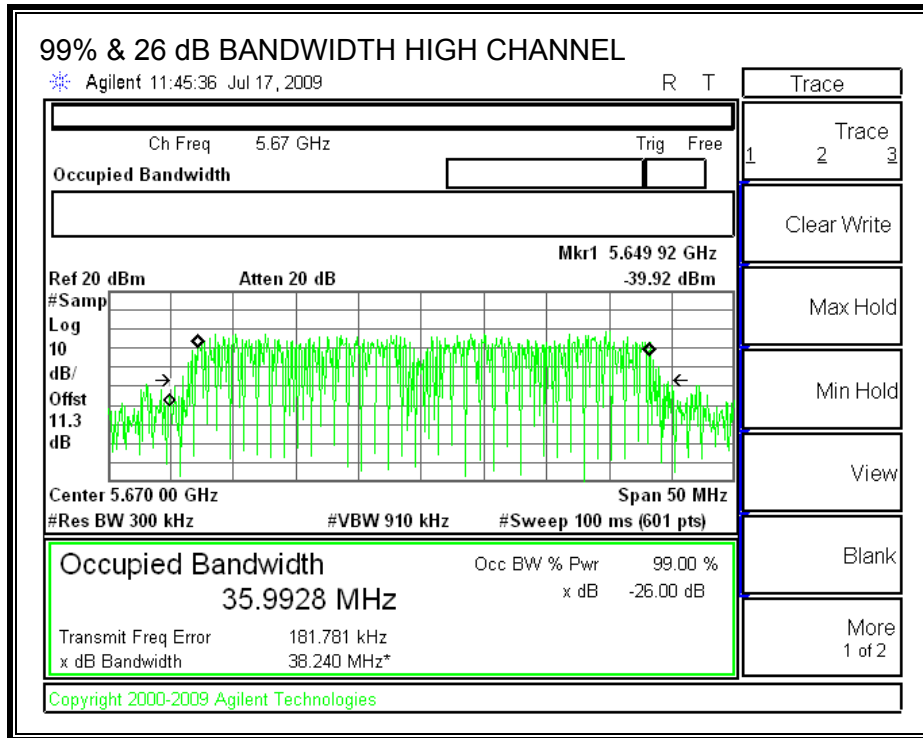 99% & 26 dB BANDWIDTH HIGH CHANNEL
Agilent 11:45:36 Jul 17, 2009 R T
Trace
Ch Freq 5.67 GHz Trig Free
Occupied Bandwidth
Trace
1 2 3
Clear Write
Max Hold
Min Hold
View
Blank
More
1 of 2
Mkr1 5.649 92 GHz
Ref 20 dBm Atten 20 dB -39.92 dBm
#Samp
Log
10
dB/
Offst
11.3
dB
Center 5.670 00 GHz Span 50 MHz
#Res BW 300 kHz #VBW 910 kHz #Sweep 100 ms (601 pts)
Occupied Bandwidth Occ BW % Pwr 99.00 %
35.9928 MHz x dB -26.00 dB
Transmit Freq Error 181.781 kHz
x dB Bandwidth 38.240 MHz*
Copyright 2000-2009 Agilent Technologies